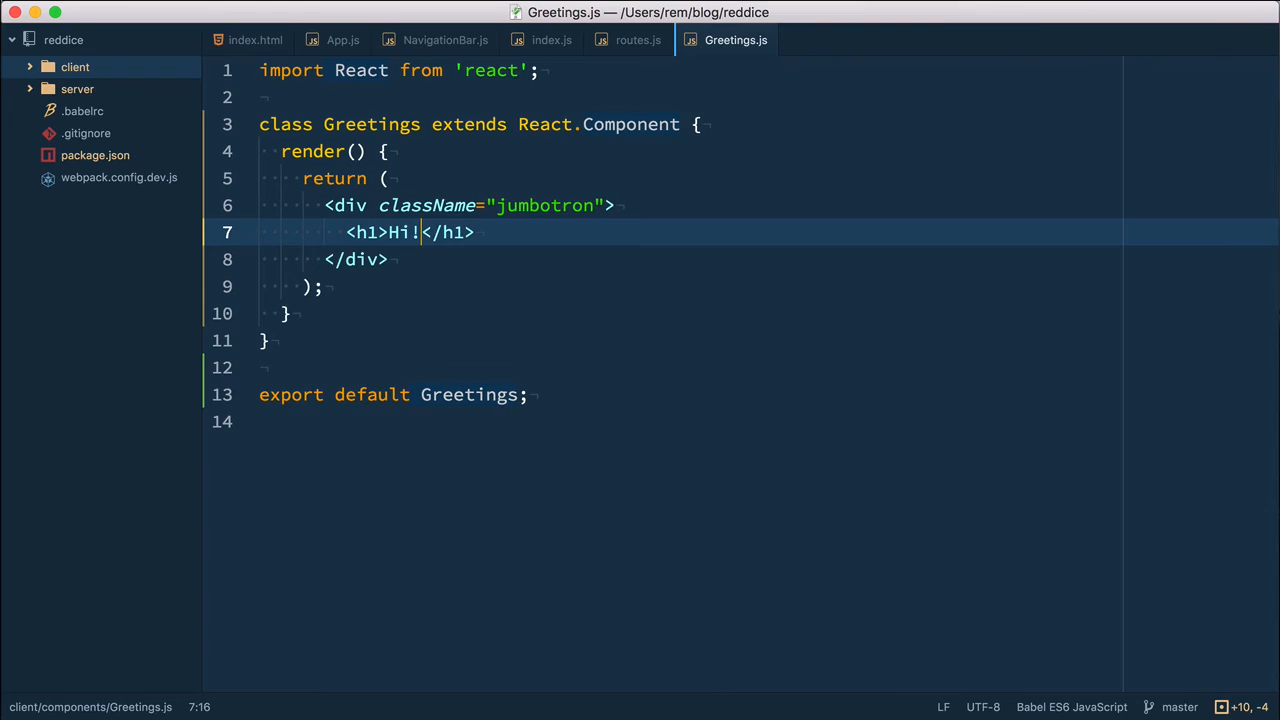 Greetings.js — /Users/rem/blog/reddice
reddice
client
server
.babelrc
.gitignore
package.json
webpack.config.dev.js
index.html
App.js
NavigationBar.js
index.js
routes.js
Greetings.js
1 import React from 'react';
2
3 class Greetings extends React.Component {
4 render() {
5 return (
6 <div className="jumbotron">
7 <h1>Hi!</h1>
8 </div>
9 );
10 }
11 }
12
13 export default Greetings;
14
client/components/Greetings.js 7:16 LF UTF-8 Babel ES6 JavaScript master +10, -4